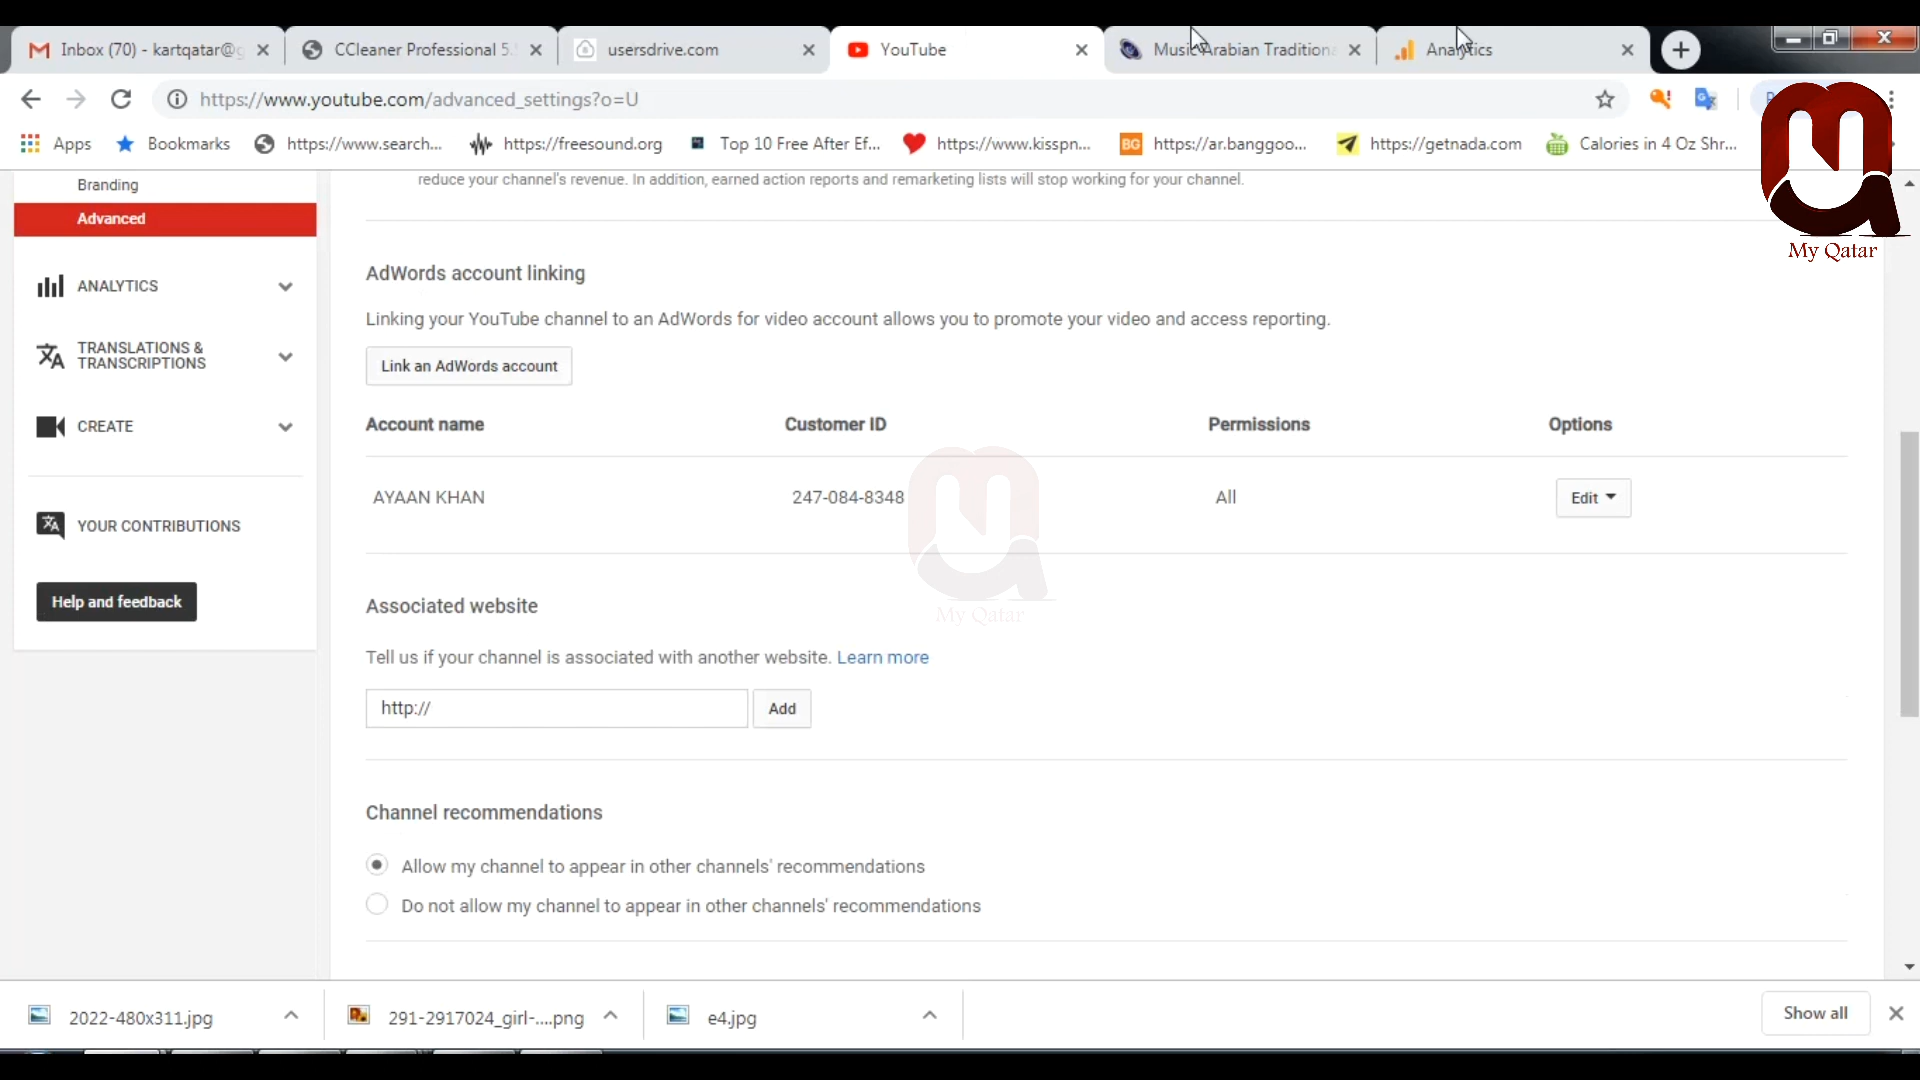 Inbox (70) - kartqatar@g
CCleaner Professional 5.
usersdrive.com
YouTube
Music Arabian Traditiona
Analytics
https://www.youtube.com/advanced_settings?o=U
Apps
Bookmarks
https://www.search...
https://freesound.org
Top 10 Free After Ef...
https://www.kisspn...
BG
https://ar.banggoo...
https://getnada.com
Calories in 4 Oz Shr...
My Qatar
Branding
Advanced
ANALYTICS
TRANSLATIONS &
TRANSCRIPTIONS
CREATE
YOUR CONTRIBUTIONS
Help and feedback
reduce your channel's revenue. In addition, earned action reports and remarketing lists will stop working for your channel.
AdWords account linking
Linking your YouTube channel to an AdWords for video account allows you to promote your video and access reporting.
Link an AdWords account
Account name Customer ID Permissions Options
AYAAN KHAN 247-084-8348 All Edit
My Qatar
Associated website
Tell us if your channel is associated with another website. Learn more
http:// Add
Channel recommendations
Allow my channel to appear in other channels' recommendations
Do not allow my channel to appear in other channels' recommendations
2022-480x311.jpg
291-2917024_girl-....png
e4.jpg
Show all